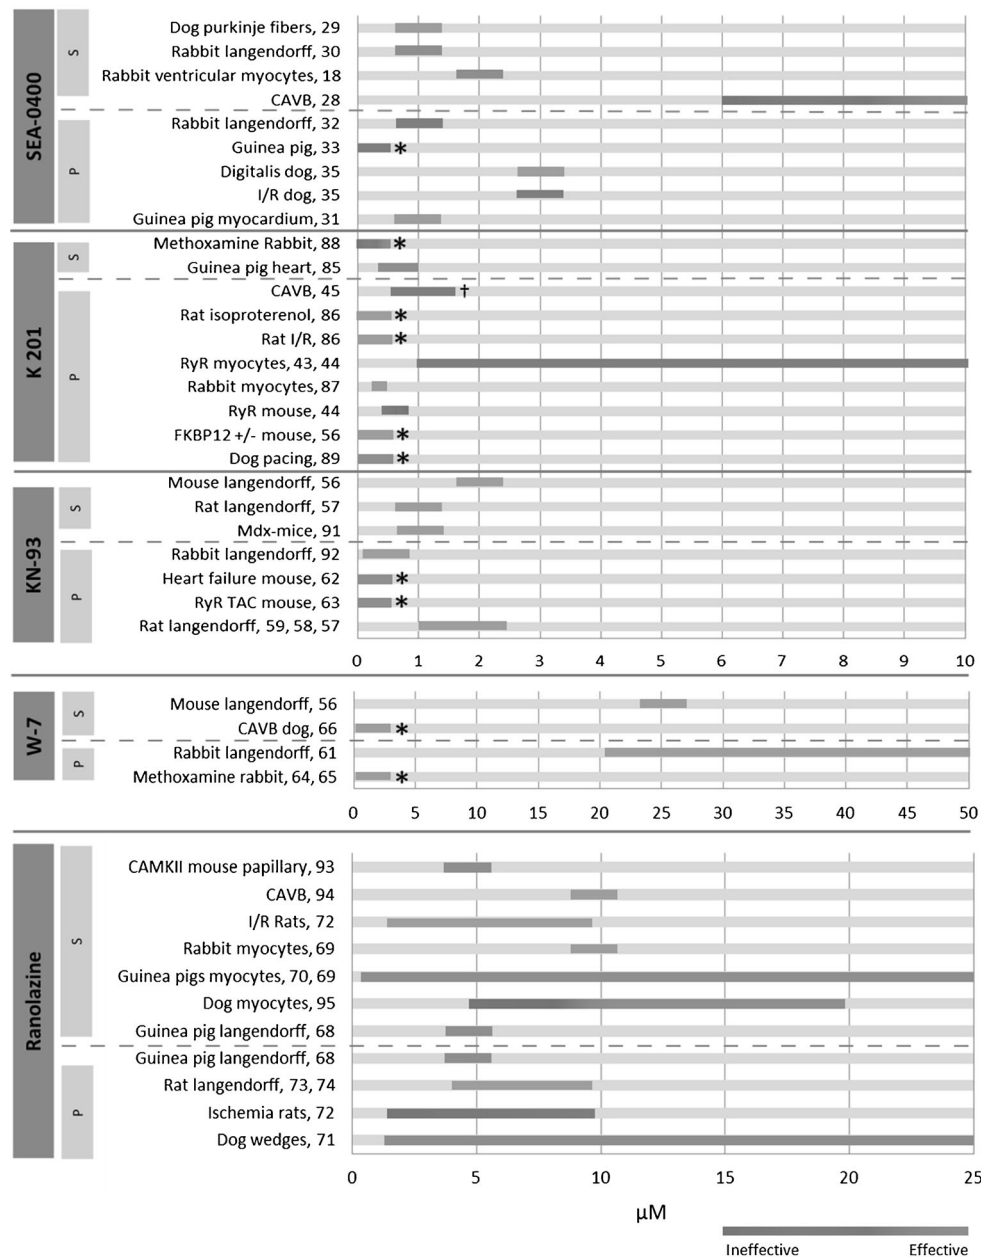 SEA-0400
S
Dog purkinje fibers, 29
Rabbit langendorff, 30
Rabbit ventricular myocytes, 18
CAVB, 28
P
Rabbit langendorff, 32
Guinea pig, 33 *
Digitalis dog, 35
I/R dog, 35
Guinea pig myocardium, 31
K 201
S
Methoxamine Rabbit, 88 *
Guinea pig heart, 85
P
CAVB, 45 †
Rat isoproterenol, 86 *
Rat I/R, 86 *
RyR myocytes, 43, 44
Rabbit myocytes, 87
RyR mouse, 44
FKBP12 +/- mouse, 56 *
Dog pacing, 89 *
KN-93
S
Mouse langendorff, 56
Rat langendorff, 57
Mdx-mice, 91
P
Rabbit langendorff, 92
Heart failure mouse, 62 *
RyR TAC mouse, 63 *
Rat langendorff, 59, 58, 57
0 1 2 3 4 5 6 7 8 9 10
W-7
S
Mouse langendorff, 56
CAVB dog, 66 *
P
Rabbit langendorff, 61
Methoxamine rabbit, 64, 65 *
0 5 10 15 20 25 30 35 40 45 50
Ranolazine
S
CAMKII mouse papillary, 93
CAVB, 94
I/R Rats, 72
Rabbit myocytes, 69
Guinea pigs myocytes, 70, 69
Dog myocytes, 95
Guinea pig langendorff, 68
P
Guinea pig langendorff, 68
Rat langendorff, 73, 74
Ischemia rats, 72
Dog wedges, 71
0 5 10 15 20 25
µM
Ineffective Effective